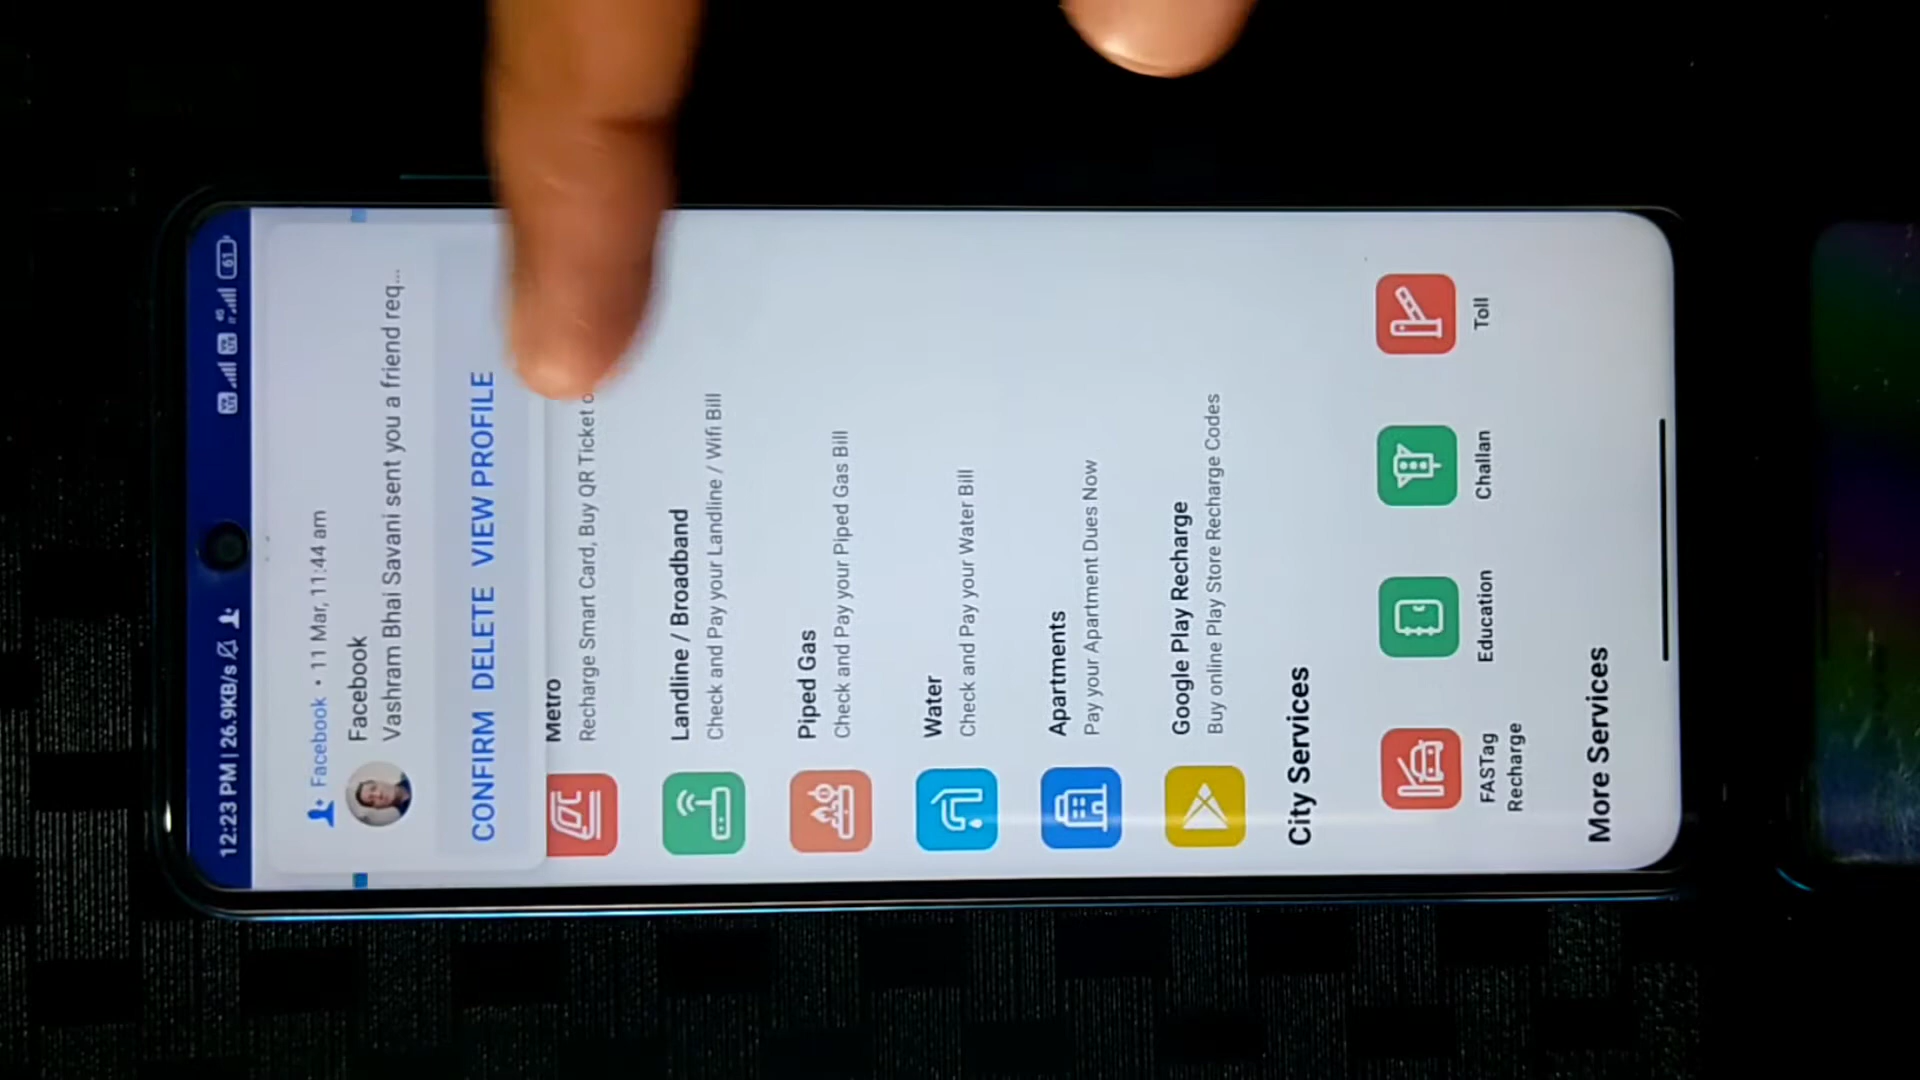 12:23 PM | 26.9KB/s
61
Facebook • 11 Mar, 11:44 am
Facebook
Vashram Bhai Savani sent you a friend req...
CONFIRM DELETE VIEW PROFILE
Metro
Recharge Smart Card, Buy QR Ticket
Landline / Broadband
Check and Pay your Landline / Wifi Bill
Piped Gas
Check and Pay your Piped Gas Bill
Water
Check and Pay your Water Bill
Apartments
Pay your Apartment Dues Now
Google Play Recharge
Buy online Play Store Recharge Codes
City Services
FASTag Recharge
Education
Challan
Toll
More Services